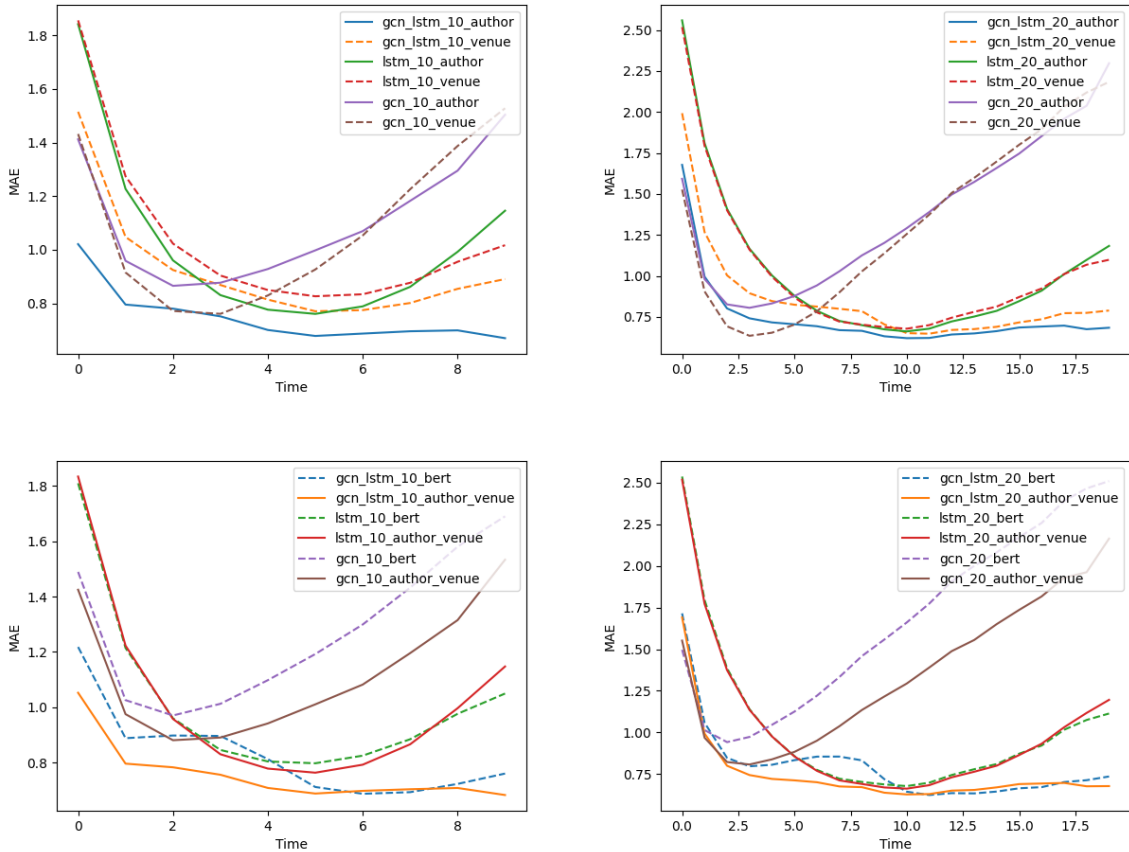 gcn_lstm_10_author
gcn_lstm_10_venue
lstm_10_author
lstm_10_venue
gcn_10_author
gcn_10_venue
1.8
1.6
1.4
1.2
1.0
0.8
MAE
0
2
4
6
8
Time
gcn_lstm_20_author
gcn_lstm_20_venue
lstm_20_author
lstm_20_venue
gcn_20_author
gcn_20_venue
2.50
2.25
2.00
1.75
1.50
1.25
1.00
0.75
MAE
0.0
2.5
5.0
7.5
10.0
12.5
15.0
17.5
Time
gcn_lstm_10_bert
gcn_lstm_10_author_venue
lstm_10_bert
lstm_10_author_venue
gcn_10_bert
gcn_10_author_venue
1.8
1.6
1.4
1.2
1.0
0.8
MAE
0
2
4
6
8
Time
gcn_lstm_20_bert
gcn_lstm_20_author_venue
lstm_20_bert
lstm_20_author_venue
gcn_20_bert
gcn_20_author_venue
2.50
2.25
2.00
1.75
1.50
1.25
1.00
0.75
MAE
0.0
2.5
5.0
7.5
10.0
12.5
15.0
17.5
Time